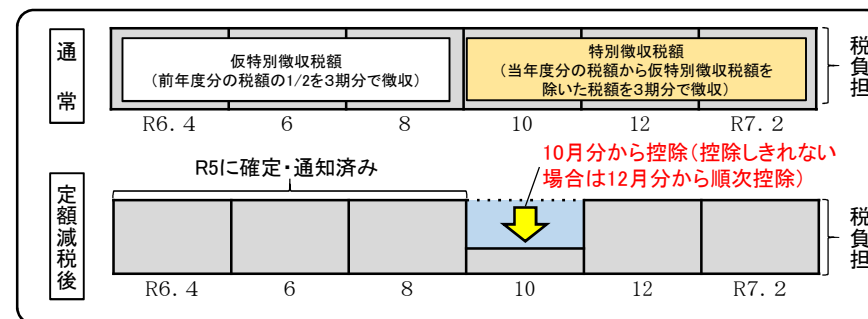 通常
仮特別徴収税額
（前年度分の税額の1/2を３期分で徴収）
特別徴収税額
（当年度分の税額から仮特別徴収税額を
除いた税額を３期分で徴収）
税負担
R6. 4
6
8
10
12
R7. 2
R5に確定・通知済み
10月分から控除（控除しきれない
場合は12月分から順次控除）
定額減税後
税負担
R6. 4
6
8
10
12
R7. 2